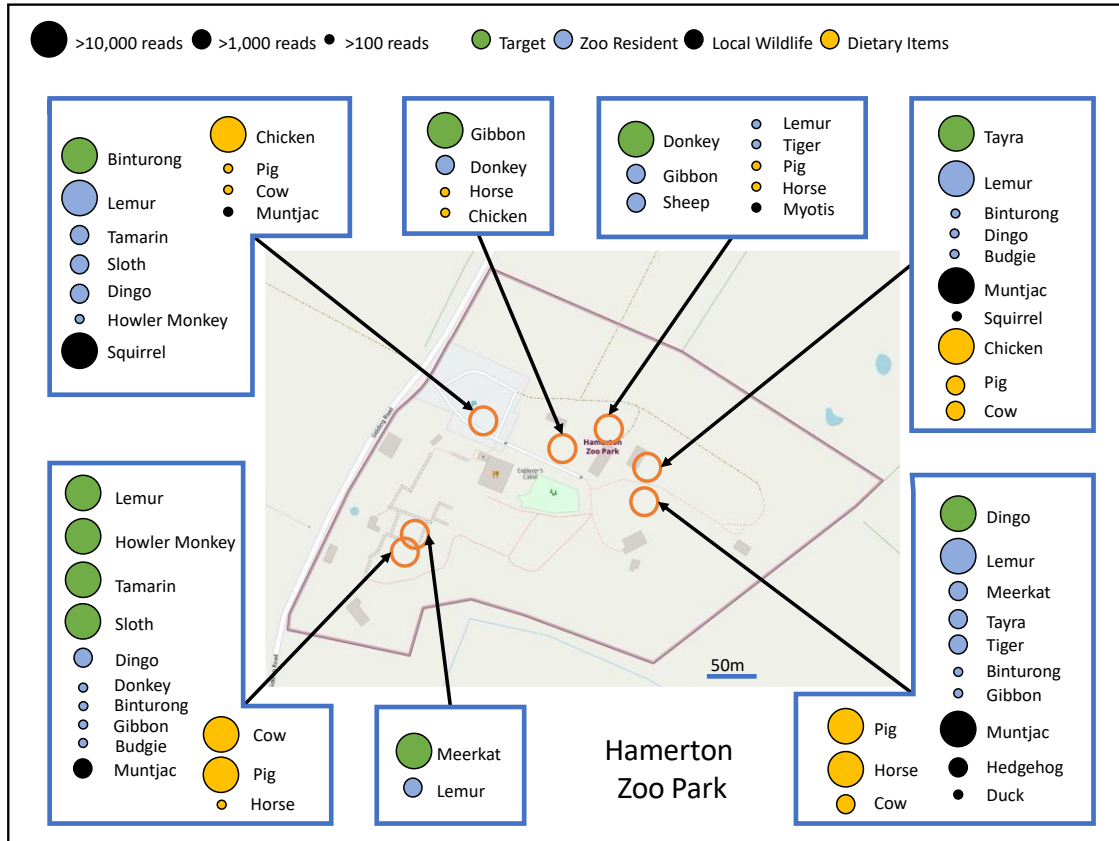 >10,000 reads >1,000 reads >100 reads Target Zoo Resident Local Wildlife Dietary Items
Binturong
Lemur
Tamarin
Sloth
Dingo
Howler Monkey
Squirrel
Chicken
Pig
Cow
Muntjac
Gibbon
Donkey
Horse
Chicken
Donkey
Gibbon
Sheep
Lemur
Tiger
Pig
Horse
Myotis
Tayra
Lemur
Binturong
Dingo
Budgie
Muntjac
Squirrel
Chicken
Pig
Cow
Gidding Road
Hamerton
Zoo Park
Explorer's
Gidding Road
50m
Lemur
Howler Monkey
Tamarin
Sloth
Dingo
Donkey
Binturong
Gibbon
Budgie
Muntjac
Cow
Pig
Horse
Meerkat
Lemur
Hamerton
Zoo Park
Dingo
Lemur
Meerkat
Tayra
Tiger
Binturong
Gibbon
Muntjac
Hedgehog
Duck
Pig
Horse
Cow